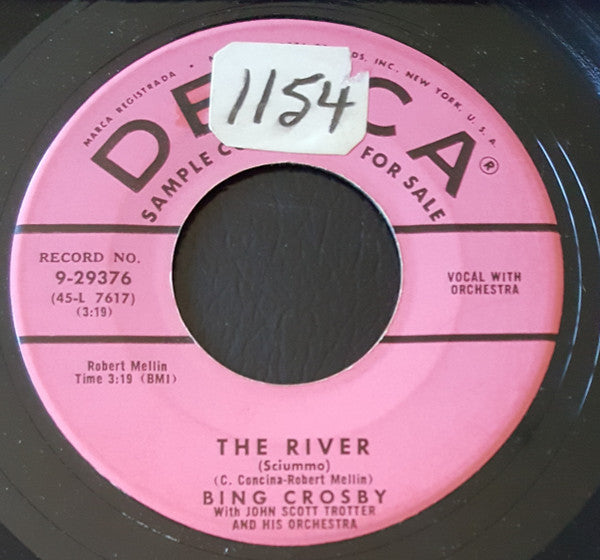 MARCA REGISTRADA
INC., NEW YORK, U. S. A.
DE CA®
1154
SAMPLE FOR SALE
RECORD NO.
9-29376
(45-L 7617)
(3:19)
VOCAL WITH
ORCHESTRA
Robert Mellin
Time 3:19 (BMI)
THE RIVER
(Sciummo)
(C. Concina-Robert Mellin)
BING CROSBY
With JOHN SCOTT TROTTER
AND HIS ORCHESTRA